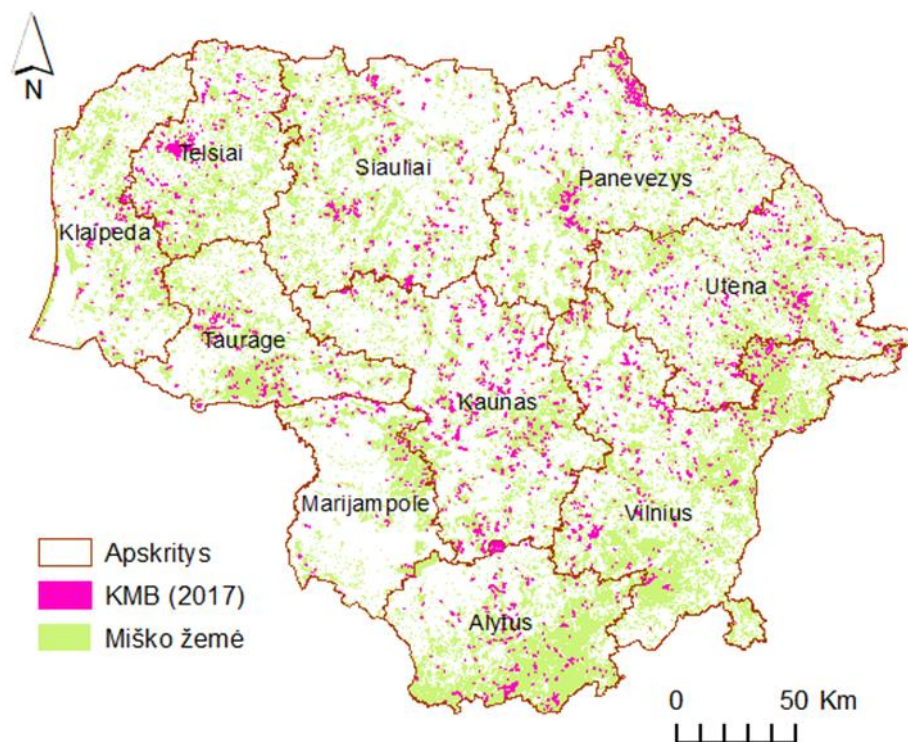 N
Telsiai
Siauliai
Panevezys
Klaipeda
Utena
Taurage
Kaunas
Marijampole
Vilnius
Alytus
Apskritys
KMB (2017)
Miško žemė
0 50 Km